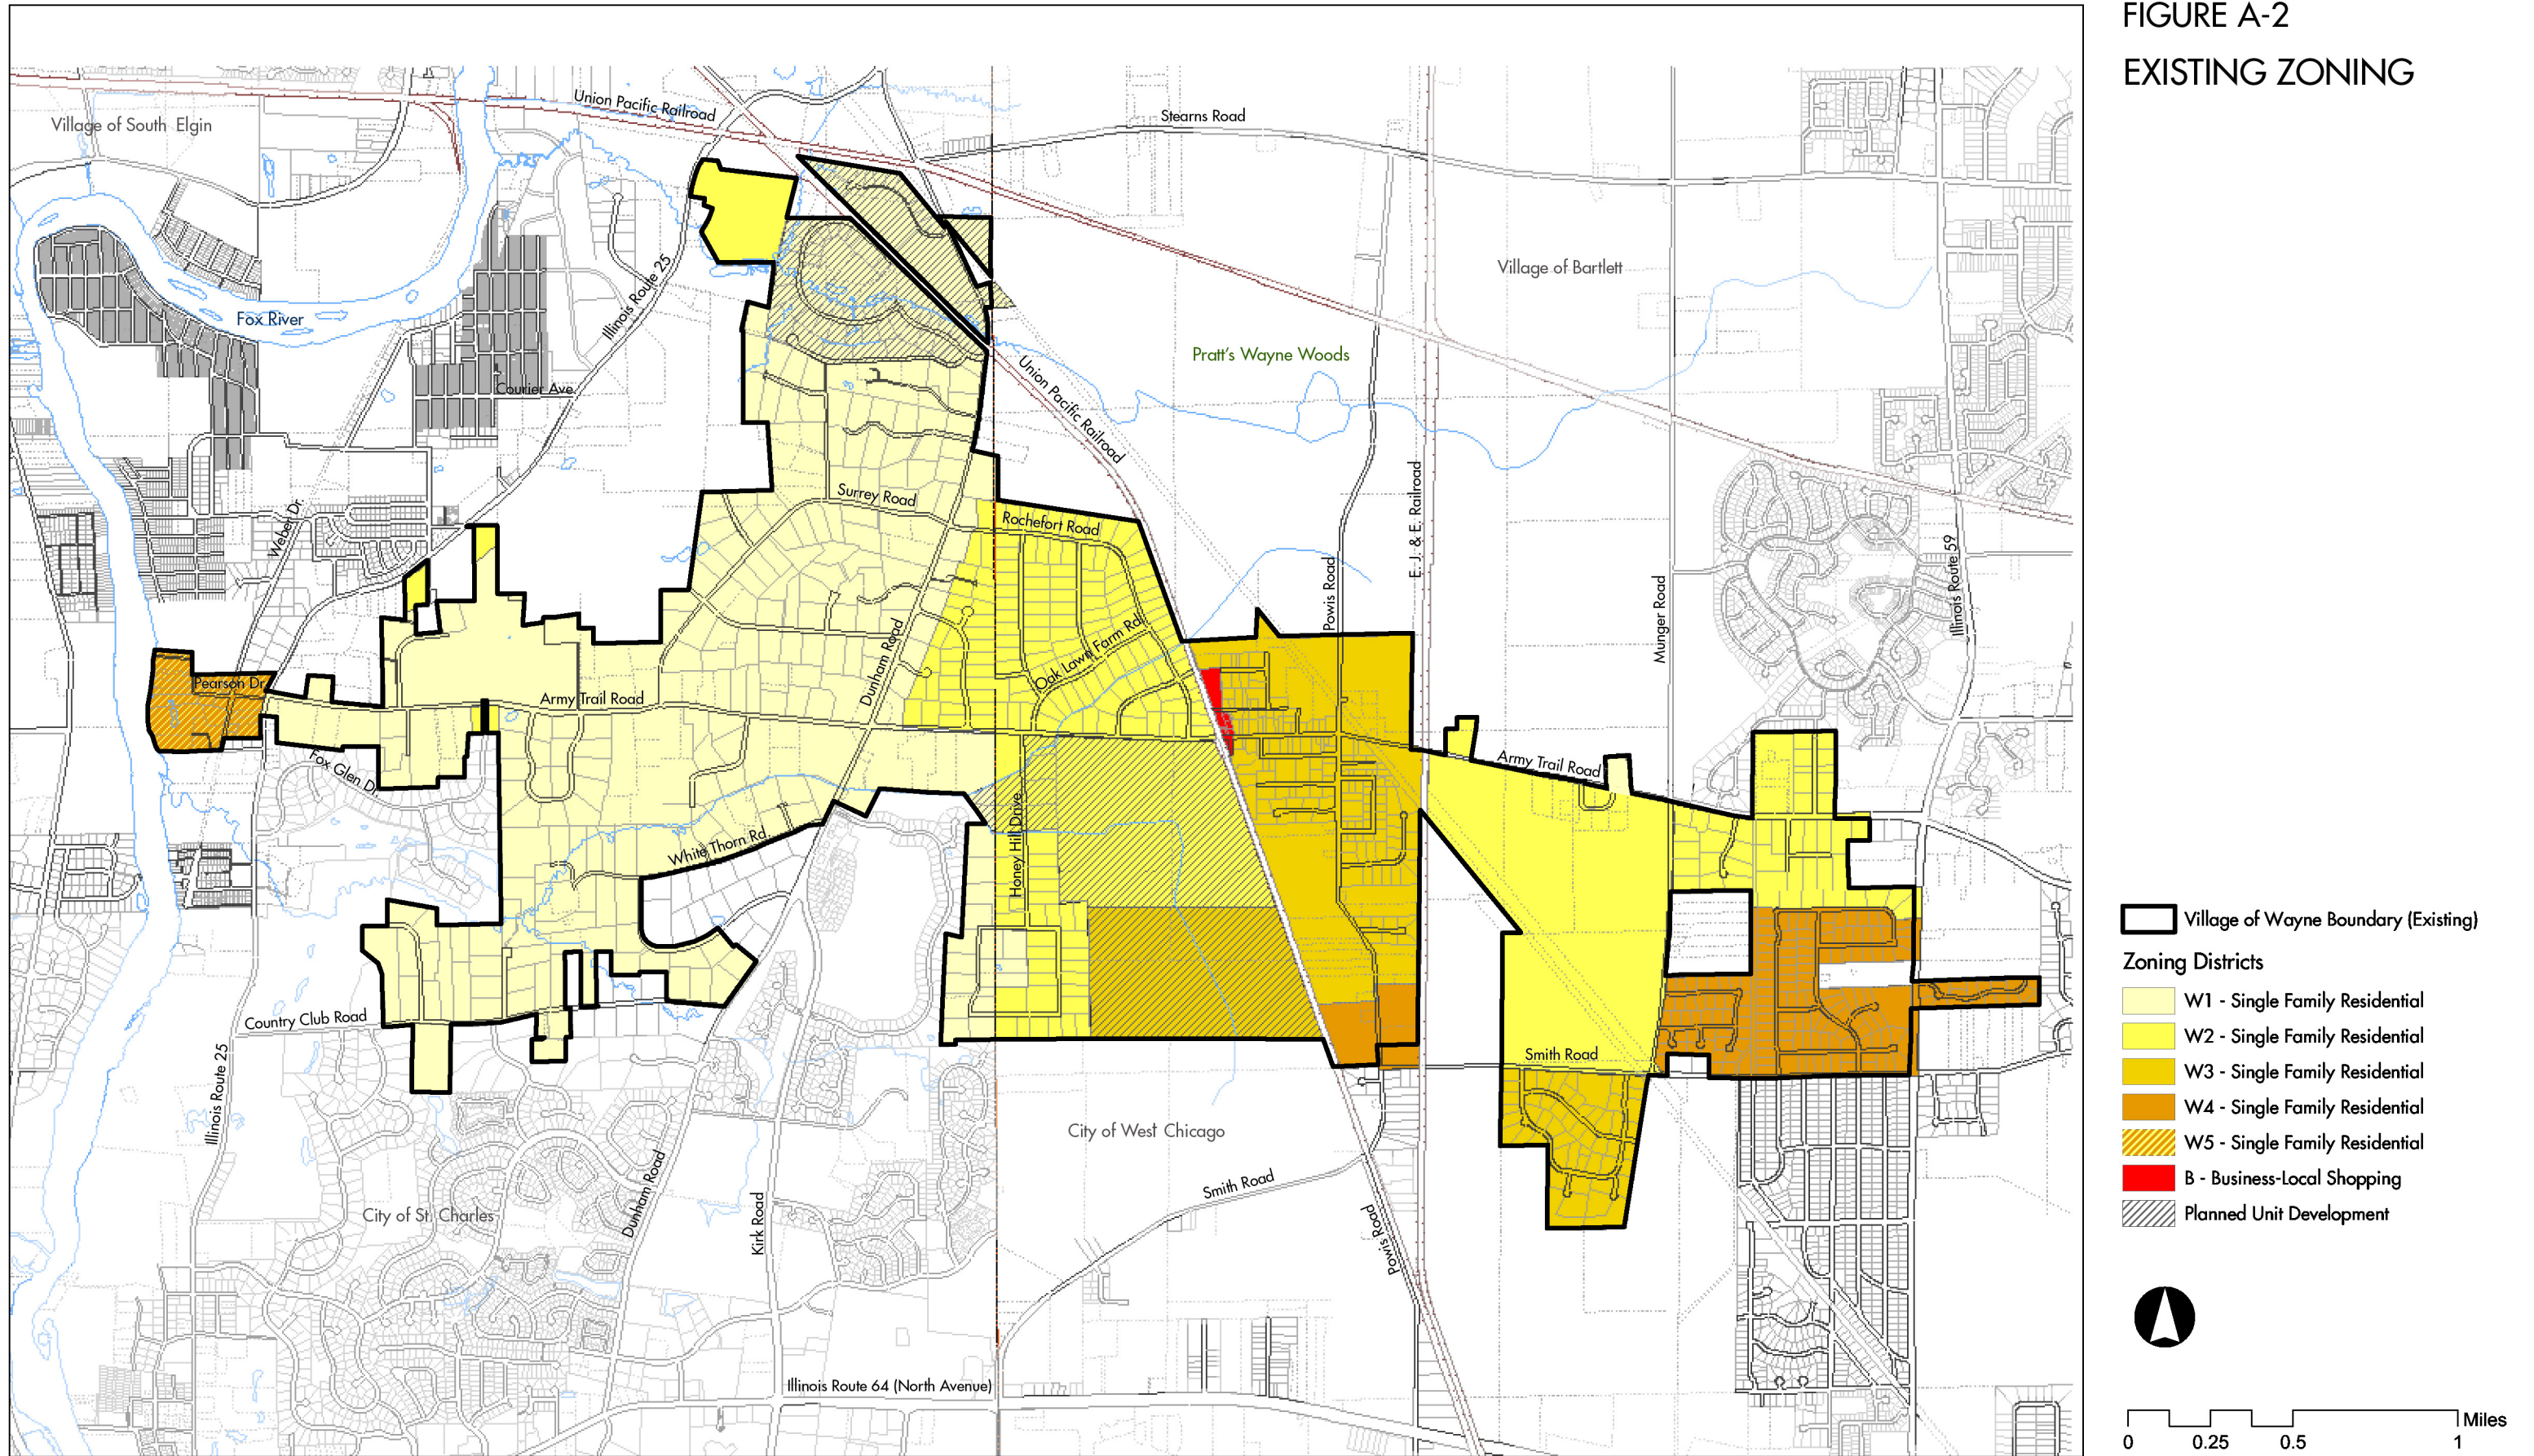 FIGURE A-2
EXISTING ZONING
Union Pacific Railroad
Stearns Road
Village of South Elgin
Village of Bartlett
Illinois Route 25
Fox River
Pratt's Wayne Woods
Courier Ave.
Union Pacific Railroad
E. J. & E. Railroad
Surrey Road
Rochefort Road
Weber Dr.
Powis Road
Munger Road
Illinois Route 59
Oak Lawn Farm Rd.
Dunham Road
Pearson Dr.
Army Trail Road
Army Trail Road
Fox Glen Dr.
Honey Hill Drive
White Thorn Rd.
Country Club Road
Illinois Route 25
Smith Road
City of West Chicago
Smith Road
City of St. Charles
Dunham Road
Kirk Road
Powis Road
Illinois Route 64 (North Avenue)
Village of Wayne Boundary (Existing)
Zoning Districts
W1 - Single Family Residential
W2 - Single Family Residential
W3 - Single Family Residential
W4 - Single Family Residential
W5 - Single Family Residential
B - Business-Local Shopping
Planned Unit Development
Miles
0 0.25 0.5 1